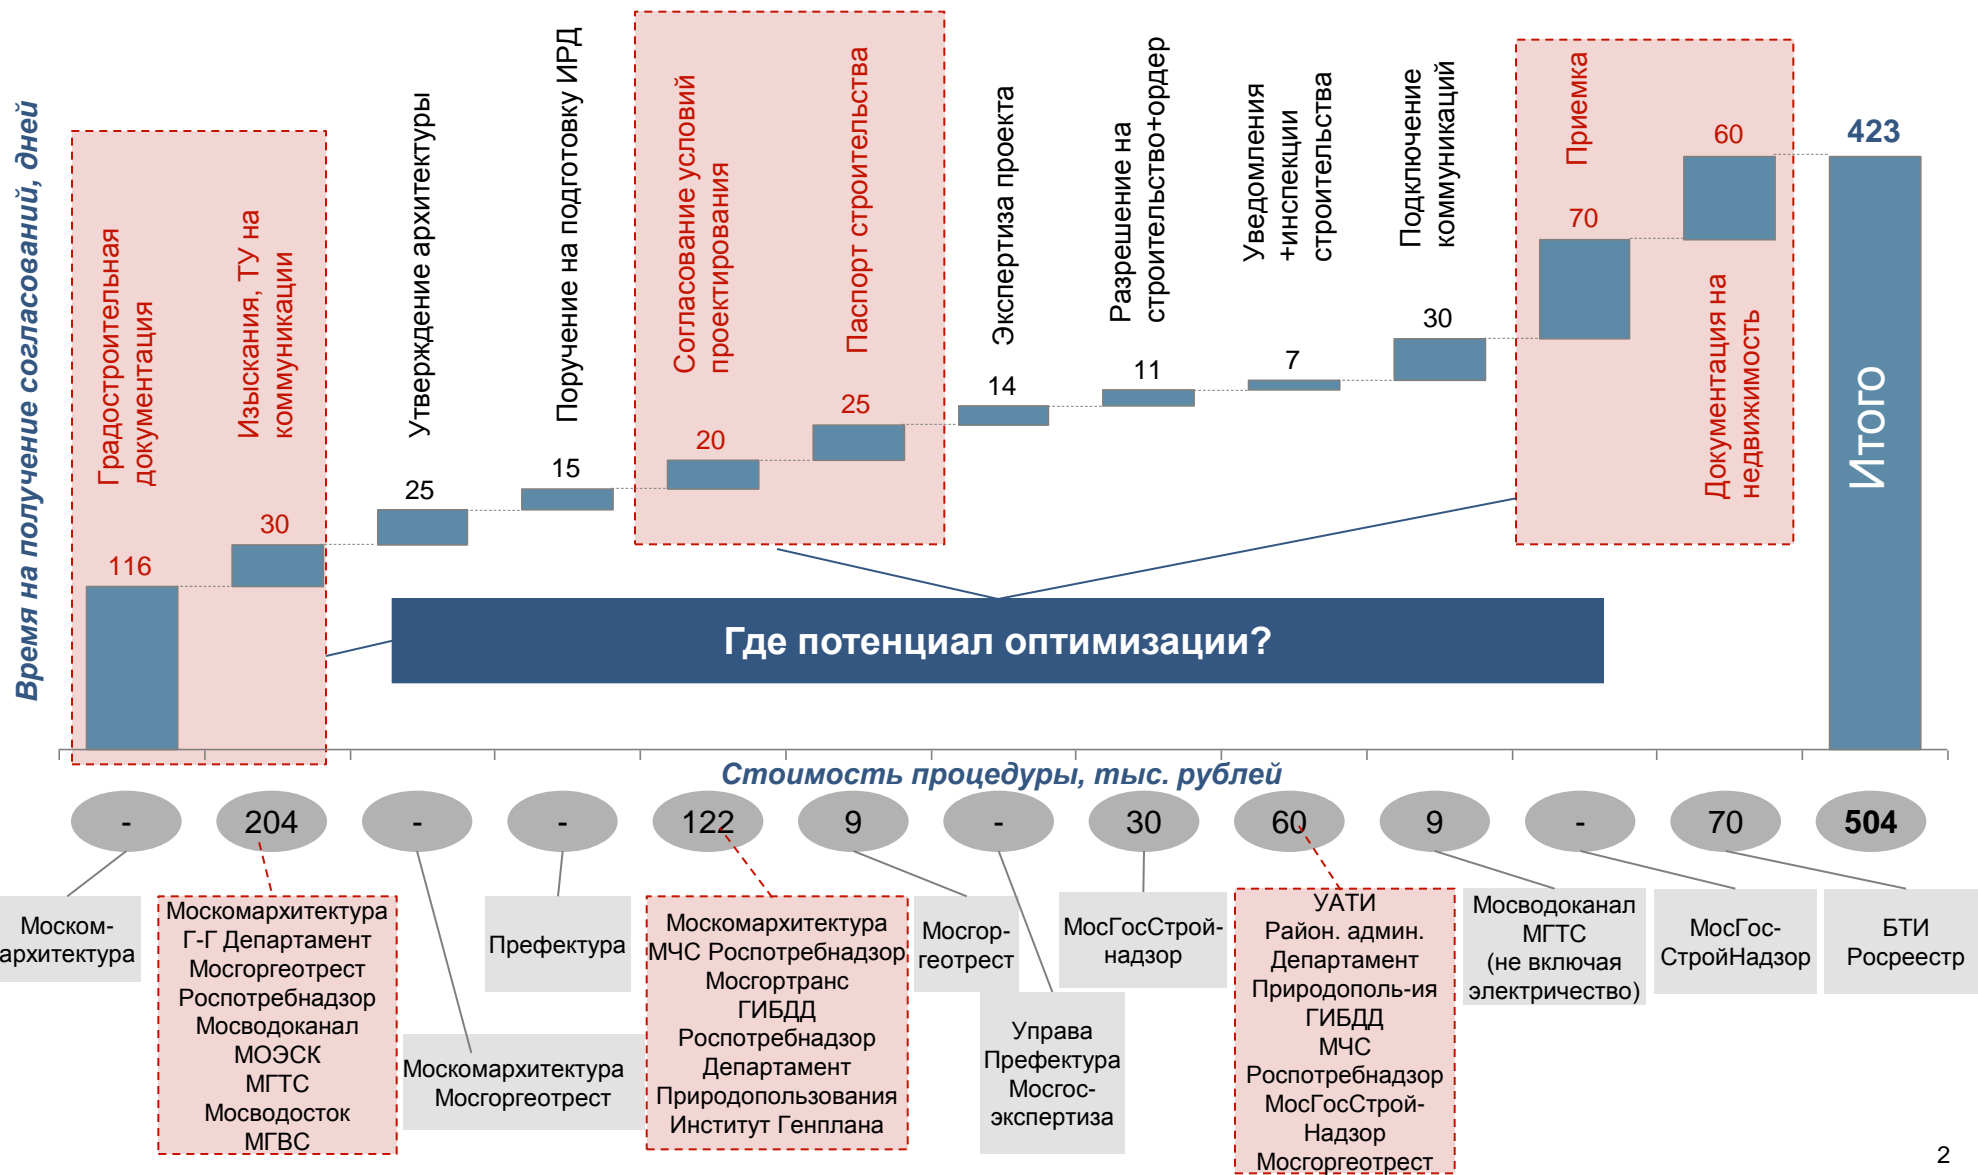 Время на получение согласований, дней
Градостроительная
документация
116
Изыскания, ТУ на
коммуникации
30
Утверждение архитектуры
25
Поручение на подготовку ИРД
15
Согласование условий
проектирования
20
Паспорт строительства
25
Экспертиза проекта
14
Разрешение на
строительство+ордер
11
Уведомления
+инспекции
строительства
7
Подключение
коммуникаций
30
Приемка
70
60
Документация на
недвижимость
423
Итого
Где потенциал оптимизации?
Стоимость процедуры, тыс. рублей
-
204
-
-
122
9
-
30
60
9
-
70
504
Моском-
архитектура
Москомархитектура
Г-Г Департамент
Мосгоргеотрест
Роспотребнадзор
Мосводоканал
МОЭСК
МГТС
Мосводосток
МГВС
Москомархитектура
Мосгоргеотрест
Префектура
Москомархитектура
МЧС Роспотребнадзор
Мосгортранс
ГИБДД
Роспотребнадзор
Департамент
Природопользования
Институт Генплана
Мосгор-
геотрест
Управа
Префектура
Мосгос-
экспертиза
МосГосСтрой-
надзор
УАТИ
Район. админ.
Департамент
Природополь-ия
ГИБДД
МЧС
Роспотребнадзор
МосГосСтрой-
Надзор
Мосгоргеотрест
Мосводоканал
МГТС
(не включая
электричество)
МосГос-
СтройНадзор
БТИ
Росреестр
2